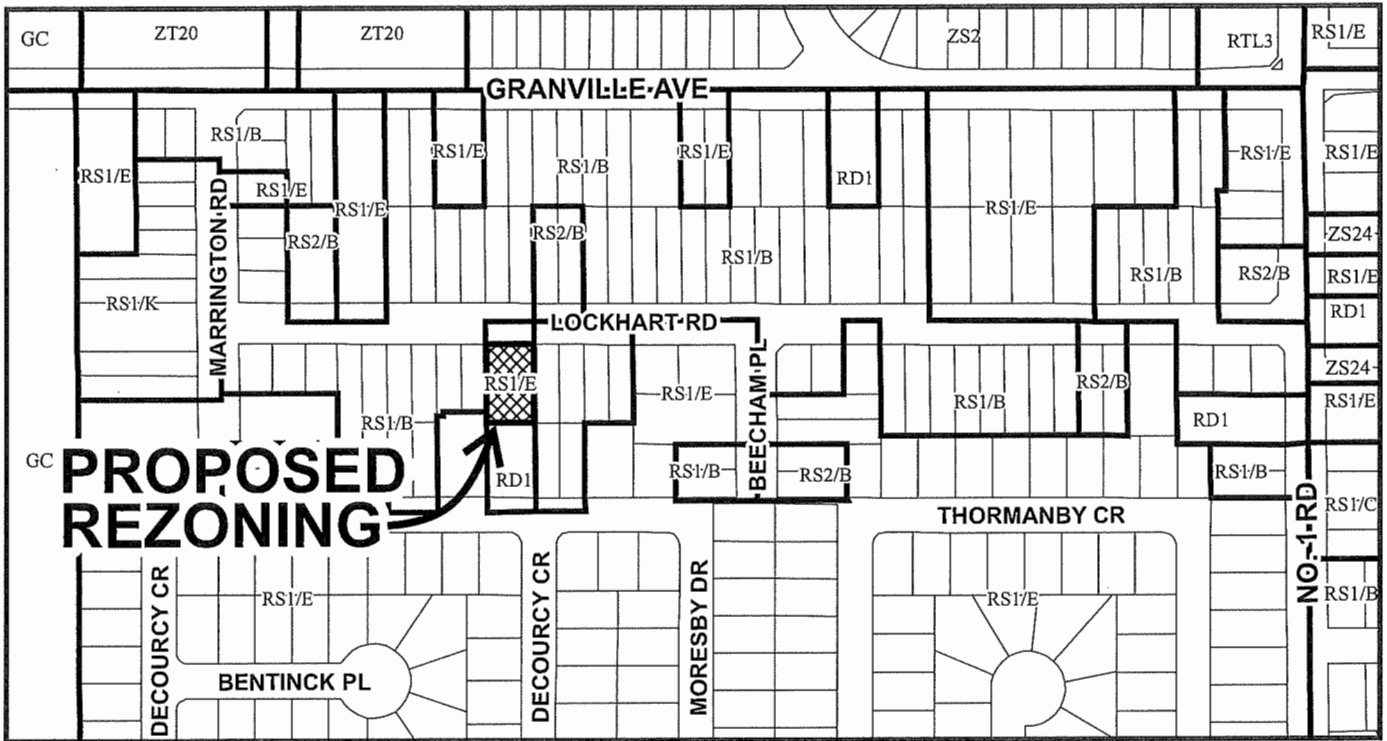 GC
ZT20
ZT20
ZS2
RTL3
RS1/E
GRANVILLE AVE
RS1/E
RS1/B
RS1/E
RS1/E
RS2/B
RS1/E
RS1/B
RS2/B
RS1/E
RS1/B
RD1
RS1/E
RS1/B
RS1/E
RS2/B
RS1/E
ZS24
RS1/E
RD1
ZS24
RS1/E
RS1/K
MARRINGTON RD
LOCKHART RD
BEECHAM PL
RS1/E
RS1/B
RS1/E
RS1/B
RS2/B
RD1
GC
PROPOSED
REZONING
RD1
RS1/B
RS2/B
RS1/B
RS1/C
THORMANBY CR
NO. 1 RD
RS1/B
DECOURCY CR
RS1/E
BENTINCK PL
DECOURCY CR
MORESBY DR
RS1/E